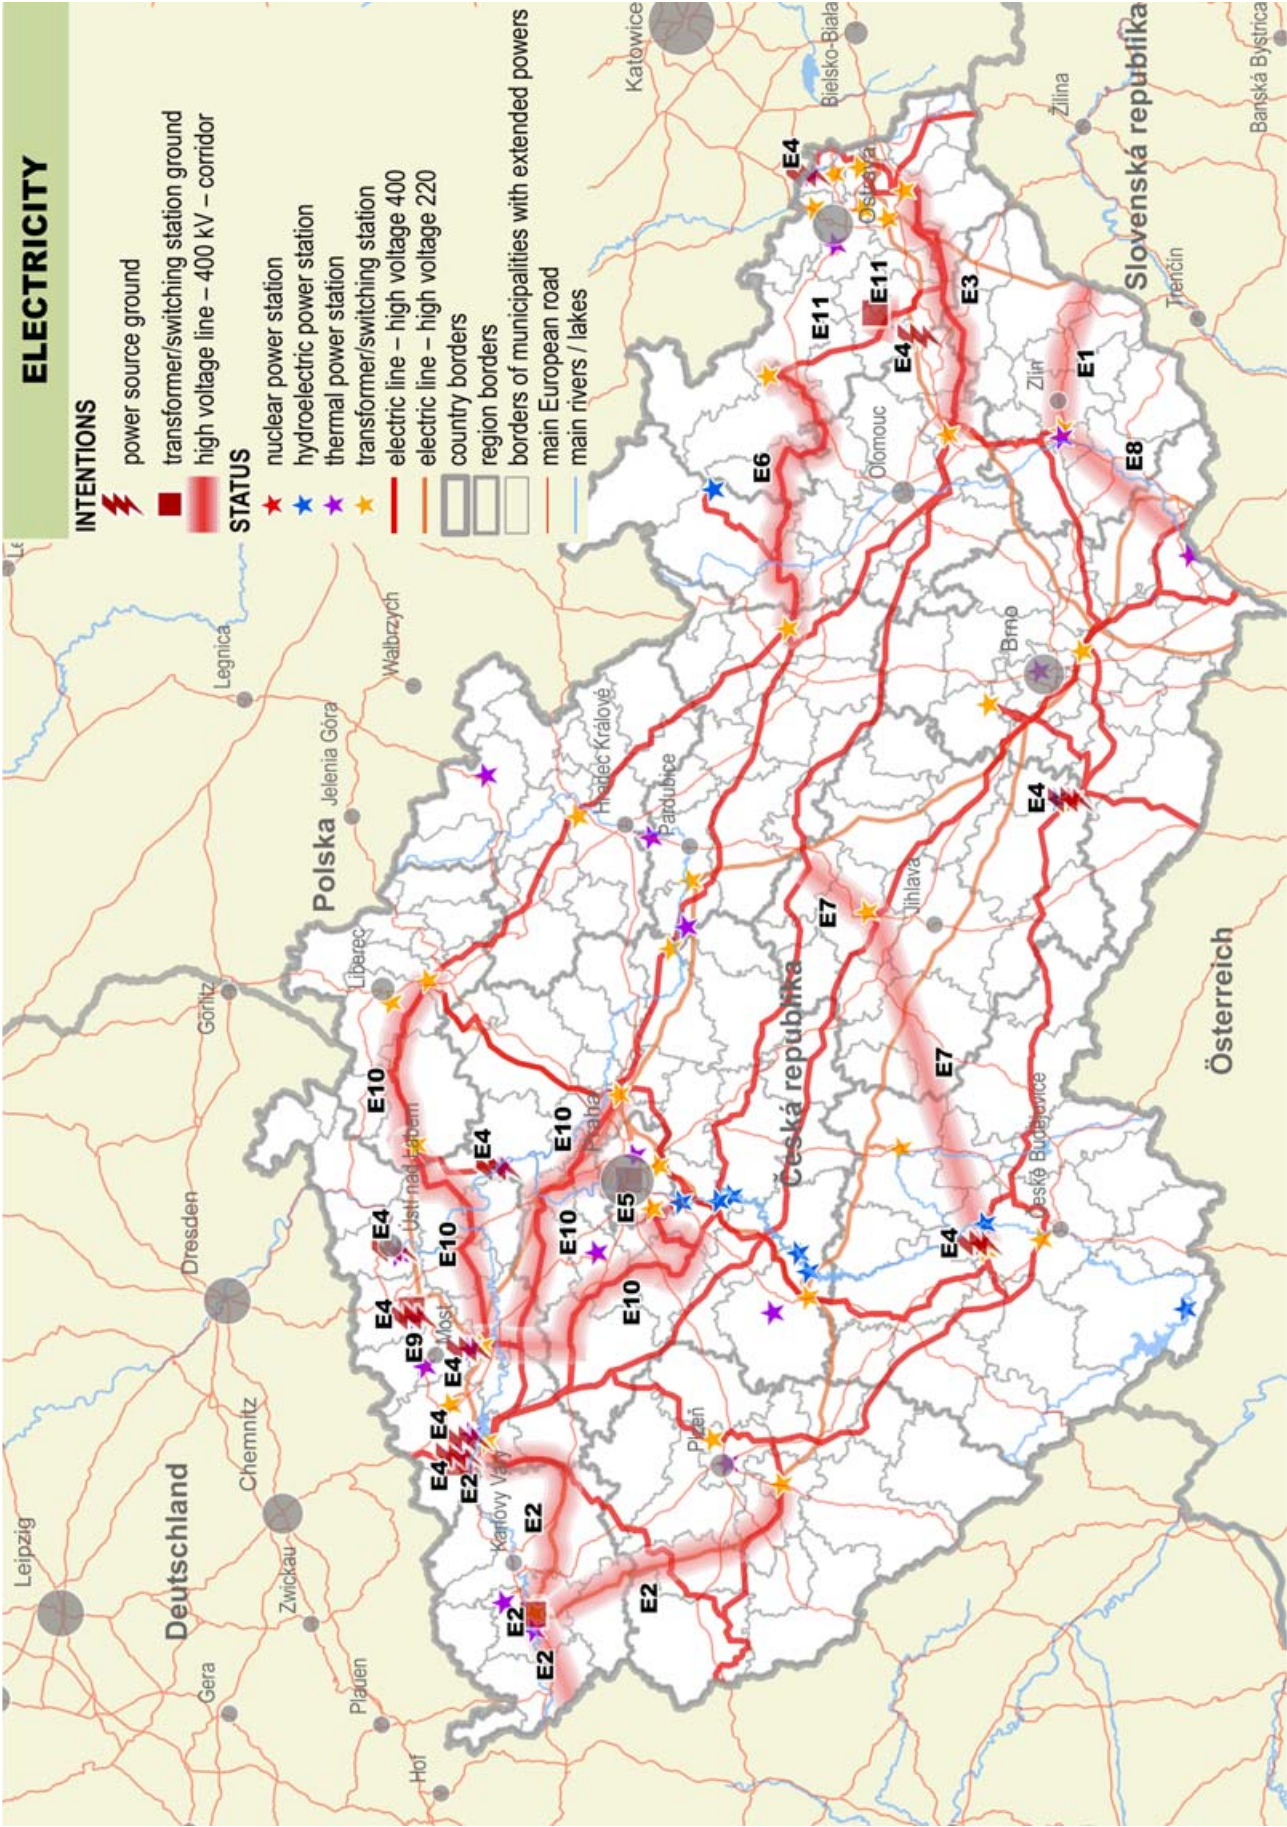 ELECTRICITY
INTENTIONS
power source ground
transformer/switching station ground
high voltage line – 400 kV – corridor
STATUS
nuclear power station
hydroelectric power station
thermal power station
transformer/switching station
electric line – high voltage 400
electric line – high voltage 220
country borders
region borders
borders of municipalities with extended powers
main European road
main rivers / lakes
Leipzig
Deutschland
Chemnitz
Zwickau
Gera
Plauen
Hof
Dresden
Görlitz
Polska
Jelenia Góra
Legnica
Walbrzych
Le
Katowice
Bielsko-Biala
Žilina
Banská Bystrica
Slovenská republika
Trenčín
Österreich
Česká republika
Liberec
Ústí nad Labem
Most
Karlovy Vary
Plzeň
Praha
Hradec Králové
Pardubice
Jihlava
České Budějovice
Brno
Olomouc
Zlín
Ostrava
E2
E2
E2
E2
E2
E4
E4
E4
E9
E4
E4
E4
E10
E10
E10
E10
E10
E5
E4
E7
E7
E4
E6
E11
E11
E4
E4
E3
E1
E8